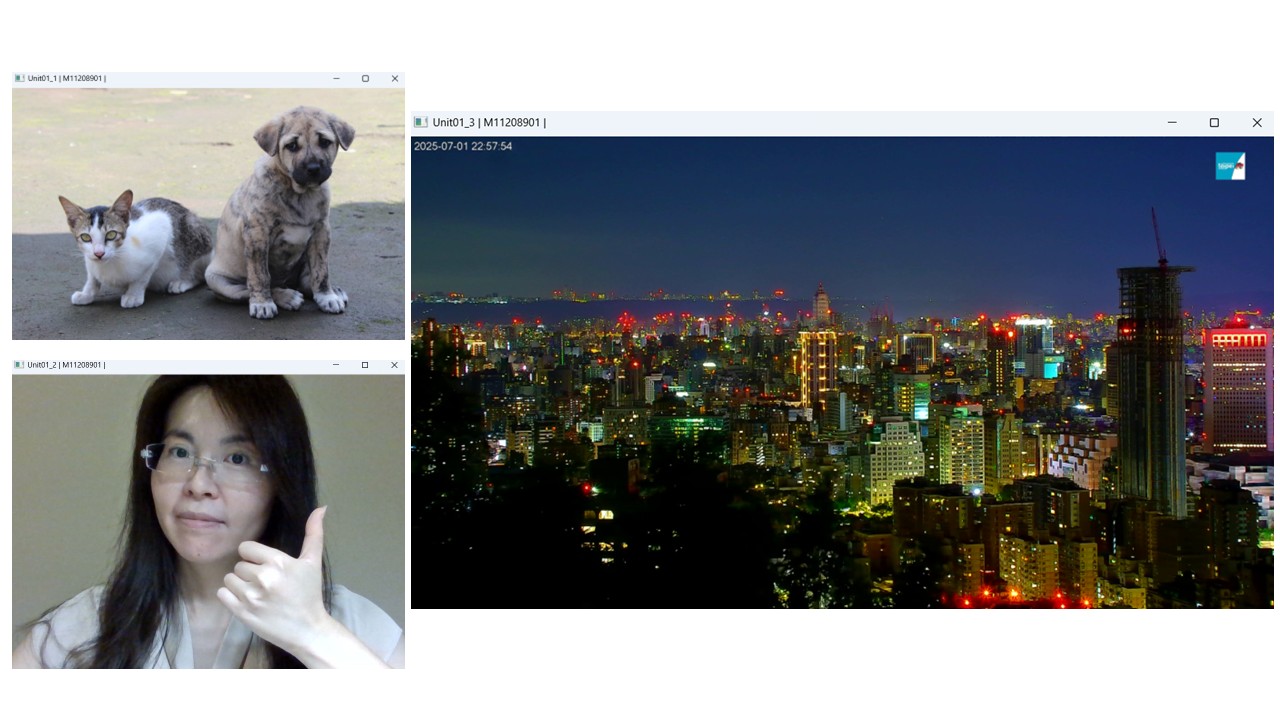 Unit01_1 | M11208901 |
Unit01_2 | M11208901 |
Unit01_3 | M11208901 |
2025-07-01 22:57:54